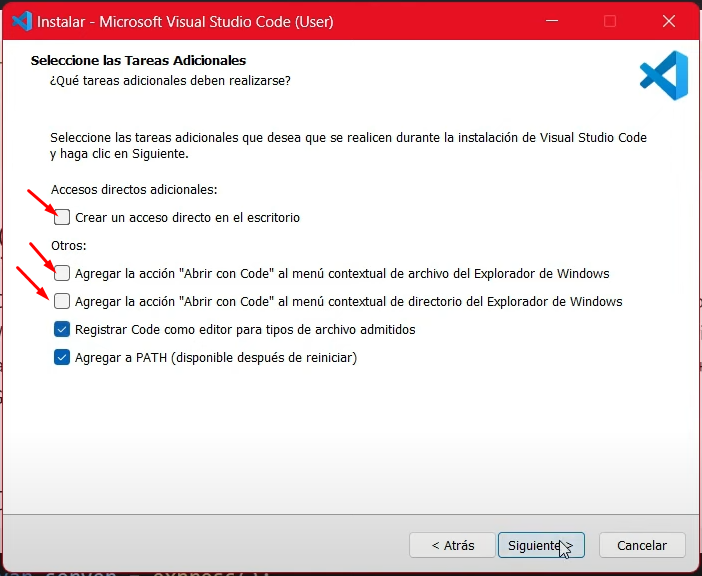 Instalar - Microsoft Visual Studio Code (User)
Seleccione las Tareas Adicionales
¿Qué tareas adicionales deben realizarse?
Seleccione las tareas adicionales que desea que se realicen durante la instalación de Visual Studio Code
y haga clic en Siguiente.
Accesos directos adicionales:
Crear un acceso directo en el escritorio
Otros:
Agregar la acción "Abrir con Code" al menú contextual de archivo del Explorador de Windows
Agregar la acción "Abrir con Code" al menú contextual de directorio del Explorador de Windows
Registrar Code como editor para tipos de archivo admitidos
Agregar a PATH (disponible después de reiniciar)
< Atrás
Siguiente >
Cancelar